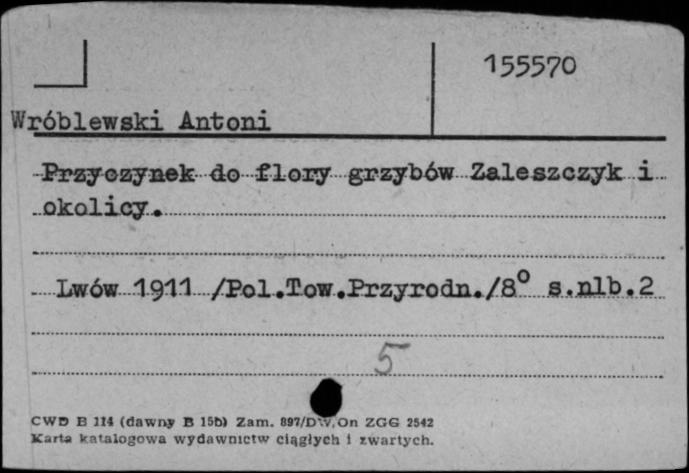 155570
Wróblewski Antoni
Przyczynek do flory grzybów Zaleszczyk i
okolicy.
Lwów 1911 /Pol.Tow.Przyrodn./8° s.nlb.2
5
CWD B 114 (dawny B 15b) Zam. 897/DW.On ZGG 2542
Karta katalogowa wydawnictw ciągłych i zwartych.